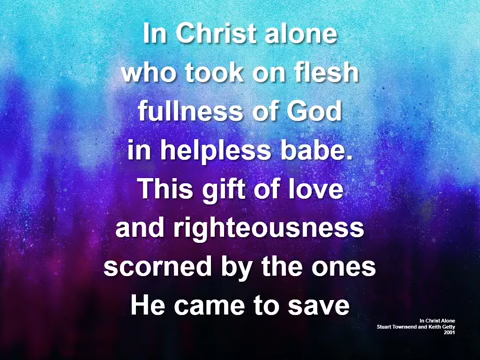 In Christ alone
who took on flesh
fullness of God
in helpless babe.
This gift of love
and righteousness
scorned by the ones
He came to save
In Christ Alone
Stuart Townsend and Keith Getty
2001